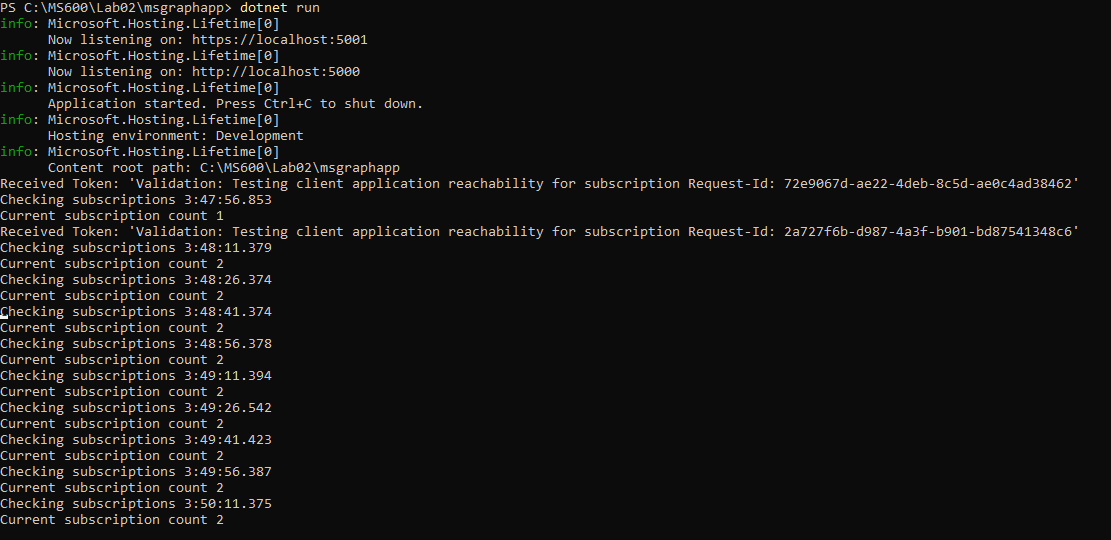 PS C:\MS600\Lab02\msgraphapp> dotnet run
info: Microsoft.Hosting.Lifetime[0]
      Now listening on: https://localhost:5001
info: Microsoft.Hosting.Lifetime[0]
      Now listening on: http://localhost:5000
info: Microsoft.Hosting.Lifetime[0]
      Application started. Press Ctrl+C to shut down.
info: Microsoft.Hosting.Lifetime[0]
      Hosting environment: Development
info: Microsoft.Hosting.Lifetime[0]
      Content root path: C:\MS600\Lab02\msgraphapp
Received Token: 'Validation: Testing client application reachability for subscription Request-Id: 72e9067d-ae22-4deb-8c5d-ae0c4ad38462'
Checking subscriptions 3:47:56.853
Current subscription count 1
Received Token: 'Validation: Testing client application reachability for subscription Request-Id: 2a727f6b-d987-4a3f-b901-bd87541348c6'
Checking subscriptions 3:48:11.379
Current subscription count 2
Checking subscriptions 3:48:26.374
Current subscription count 2
Checking subscriptions 3:48:41.374
Current subscription count 2
Checking subscriptions 3:48:56.378
Current subscription count 2
Checking subscriptions 3:49:11.394
Current subscription count 2
Checking subscriptions 3:49:26.542
Current subscription count 2
Checking subscriptions 3:49:41.423
Current subscription count 2
Checking subscriptions 3:49:56.387
Current subscription count 2
Checking subscriptions 3:50:11.375
Current subscription count 2